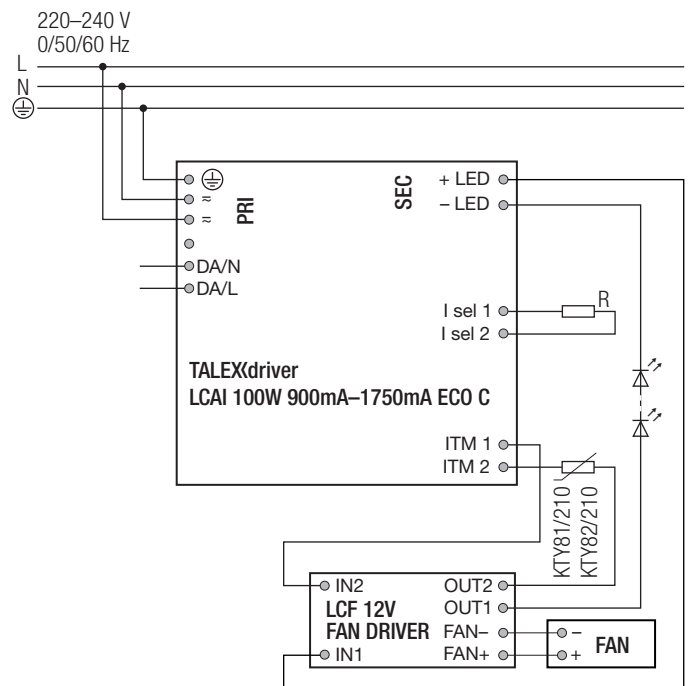 220–240 V
0/50/60 Hz
L
N
PRI
≂
≂
DA/N
DA/L
SEC
+ LED
– LED
I sel 1
I sel 2
R
TALEXXdriver
LCAI 100W 900mA–1750mA ECO C
ITM 1
ITM 2
KTY81/210
KTY82/210
IN2
OUT2
LCF 12V
OUT1
FAN DRIVER
FAN–
IN1
FAN+
–
+
FAN